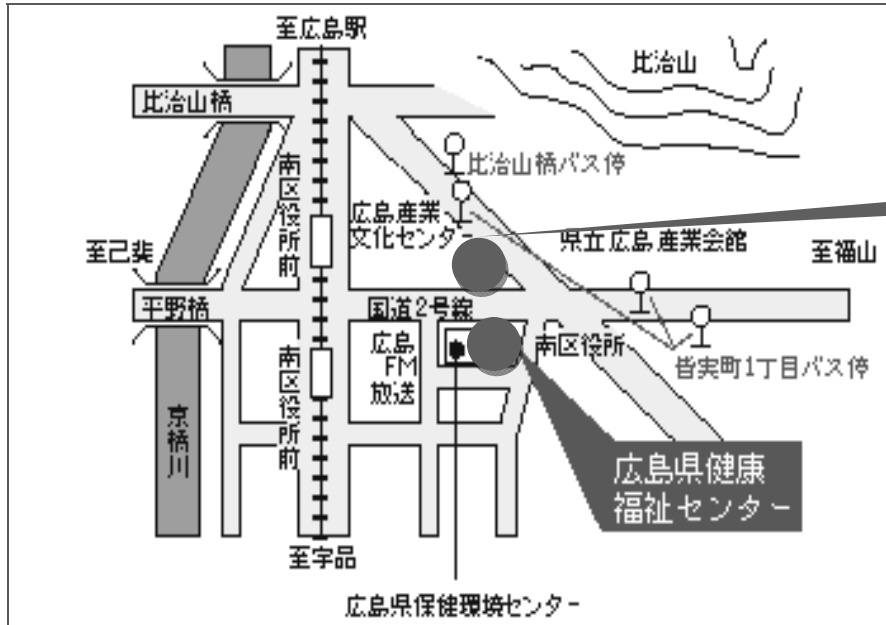 至広島駅
比治山
比治山橋
比治山橋バス停
南区役所前
広島産業
文化センター
県立広島産業会館
至己斐
至福山
平野橋
国道2号線
広島
FM
放送
南区役所
皆実町1丁目バス停
南区役所前
京橋川
広島県健康
福祉センター
至宇品
広島県保健環境センター